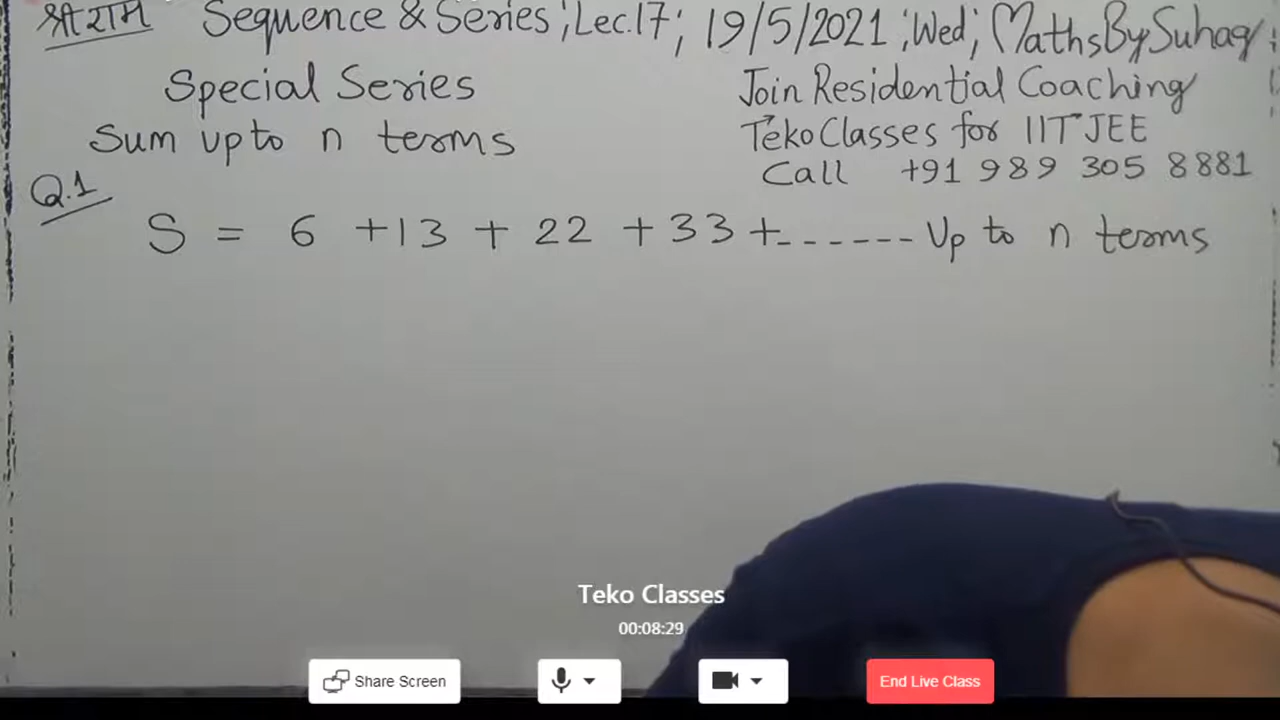 श्री राम Sequence & Series ; Lec.17 ; 19/5/2021 ; Wed ; MathsBySuhag ;
Special Series
Join Residential Coaching
Sum upto n terms
Teko Classes for IIT JEE
Call +91 989 305 8881
Q.1
S = 6 + 13 + 22 + 33 + ------ Up to n terms
Teko Classes
00:08:29
Share Screen
End Live Class